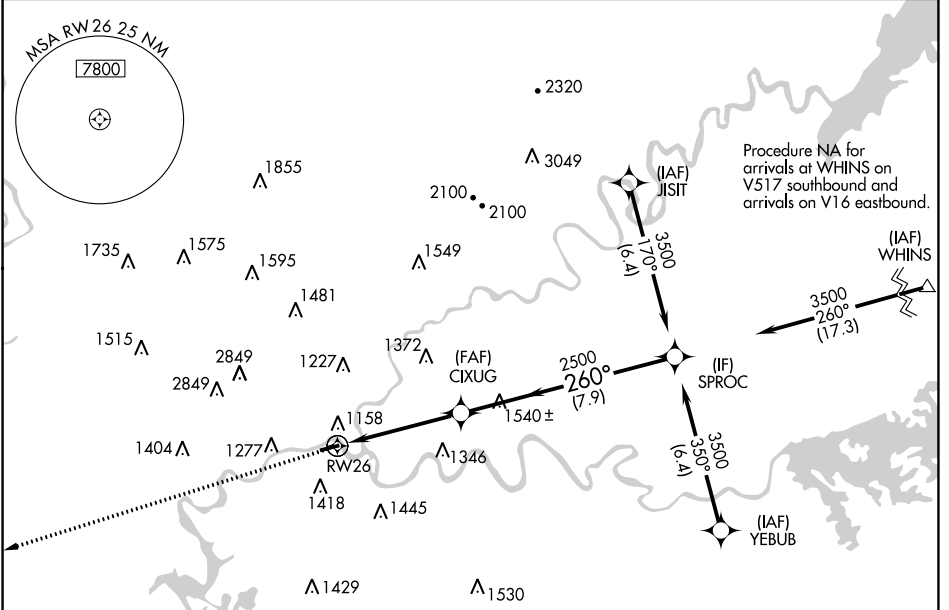 MSA RW26 25 NM
7800
2320
3049
1855
2100
2100
(IAF)
JISIT
Procedure NA for
arrivals at WHINS on
V517 southbound and
arrivals on V16 eastbound.
(IAF)
WHINS
1735
1575
1595
1549
1481
3500
170°
(6.4)
3500
260°
(17.3)
1515
2849
2849
1227
1372
(FAF)
CIXUG
2500
260°
(7.9)
(IF)
SPROC
1540 ±
1158
1404
1277
RW26
1346
3500
350°
(6.4)
1418
1445
(IAF)
YEBUB
1429
1530